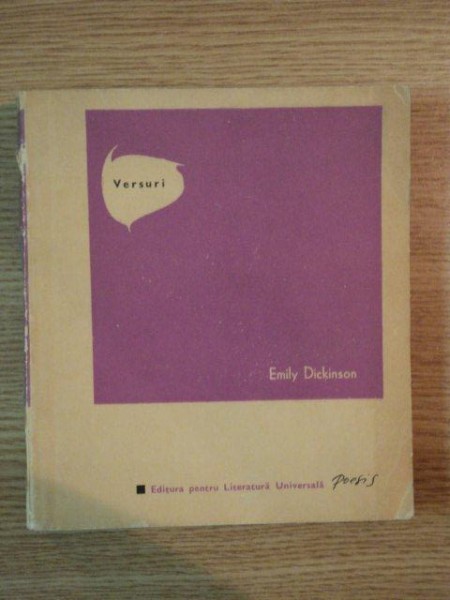 Versuri
Emily Dickinson
Editura pentru Literatură Universală poesis